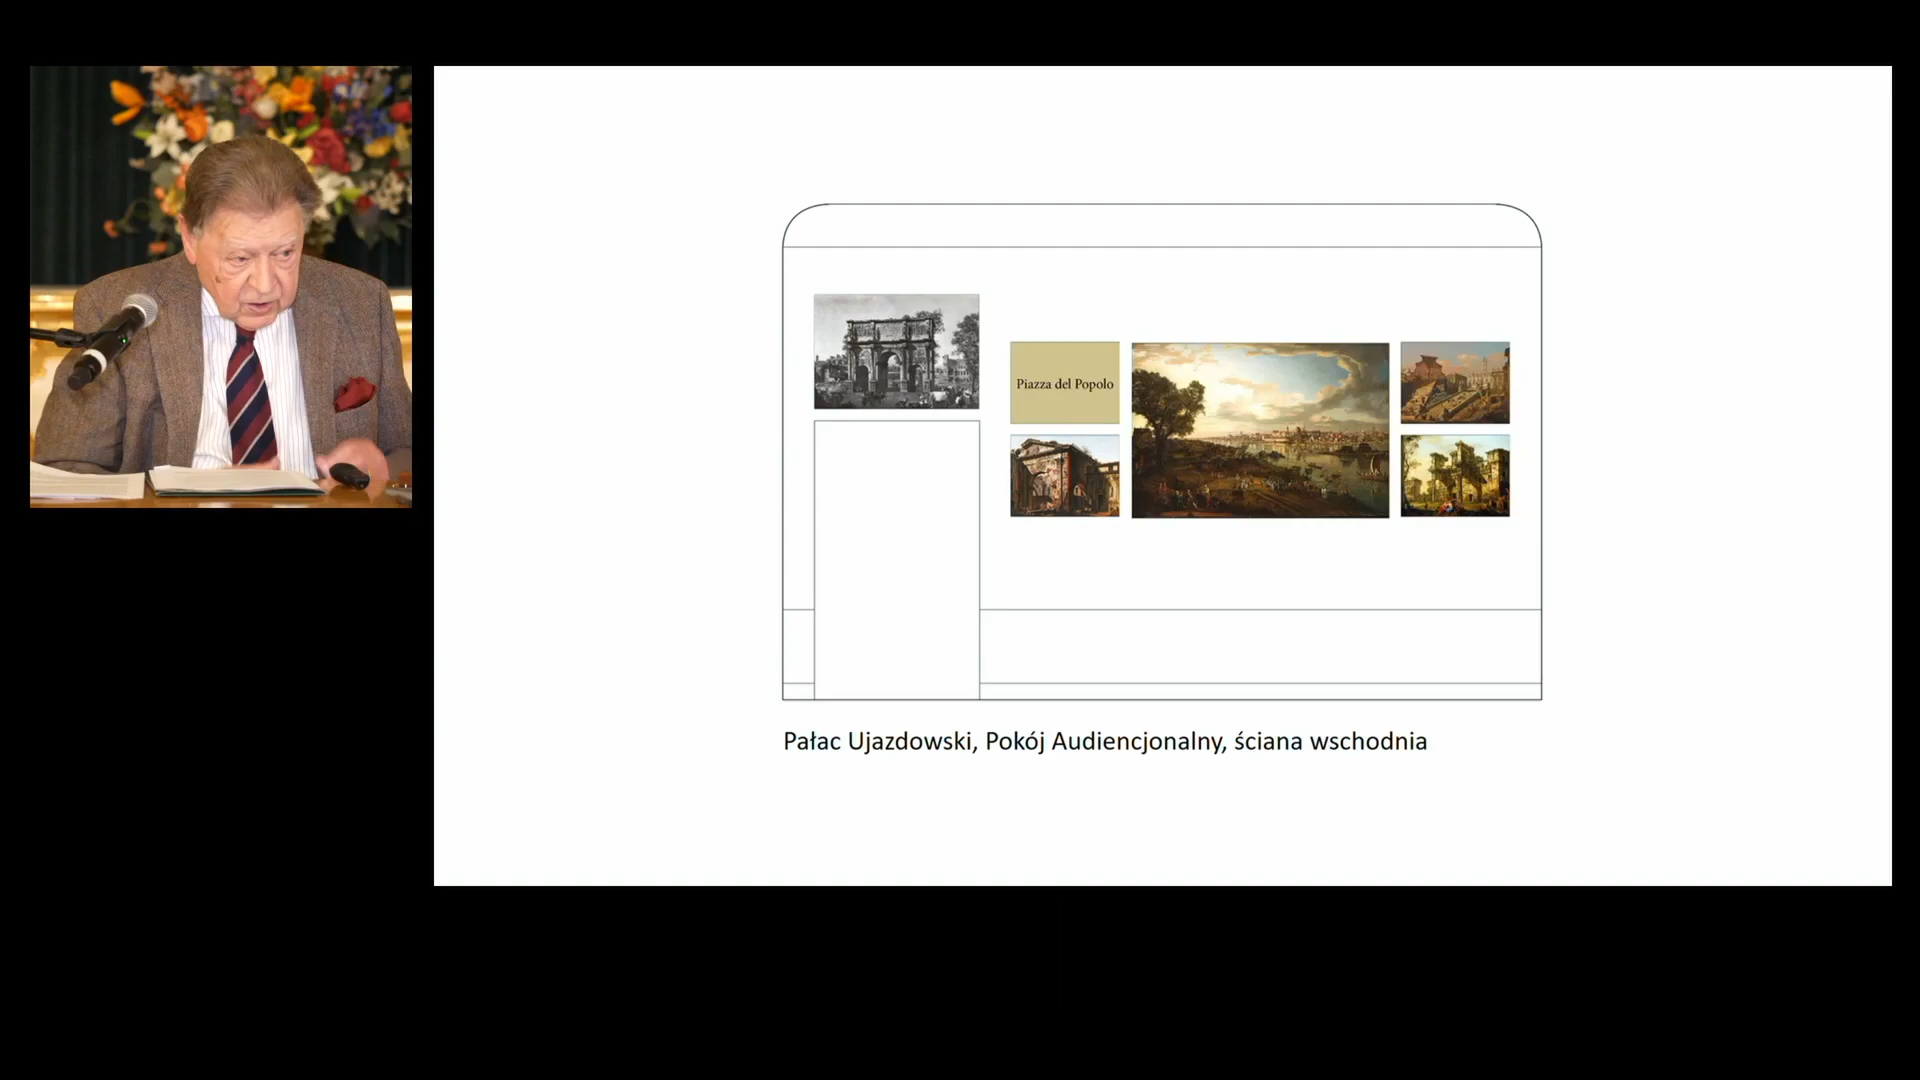 Piazza del Popolo
Pałac Ujazdowski, Pokój Audiencjonalny, ściana wschodnia